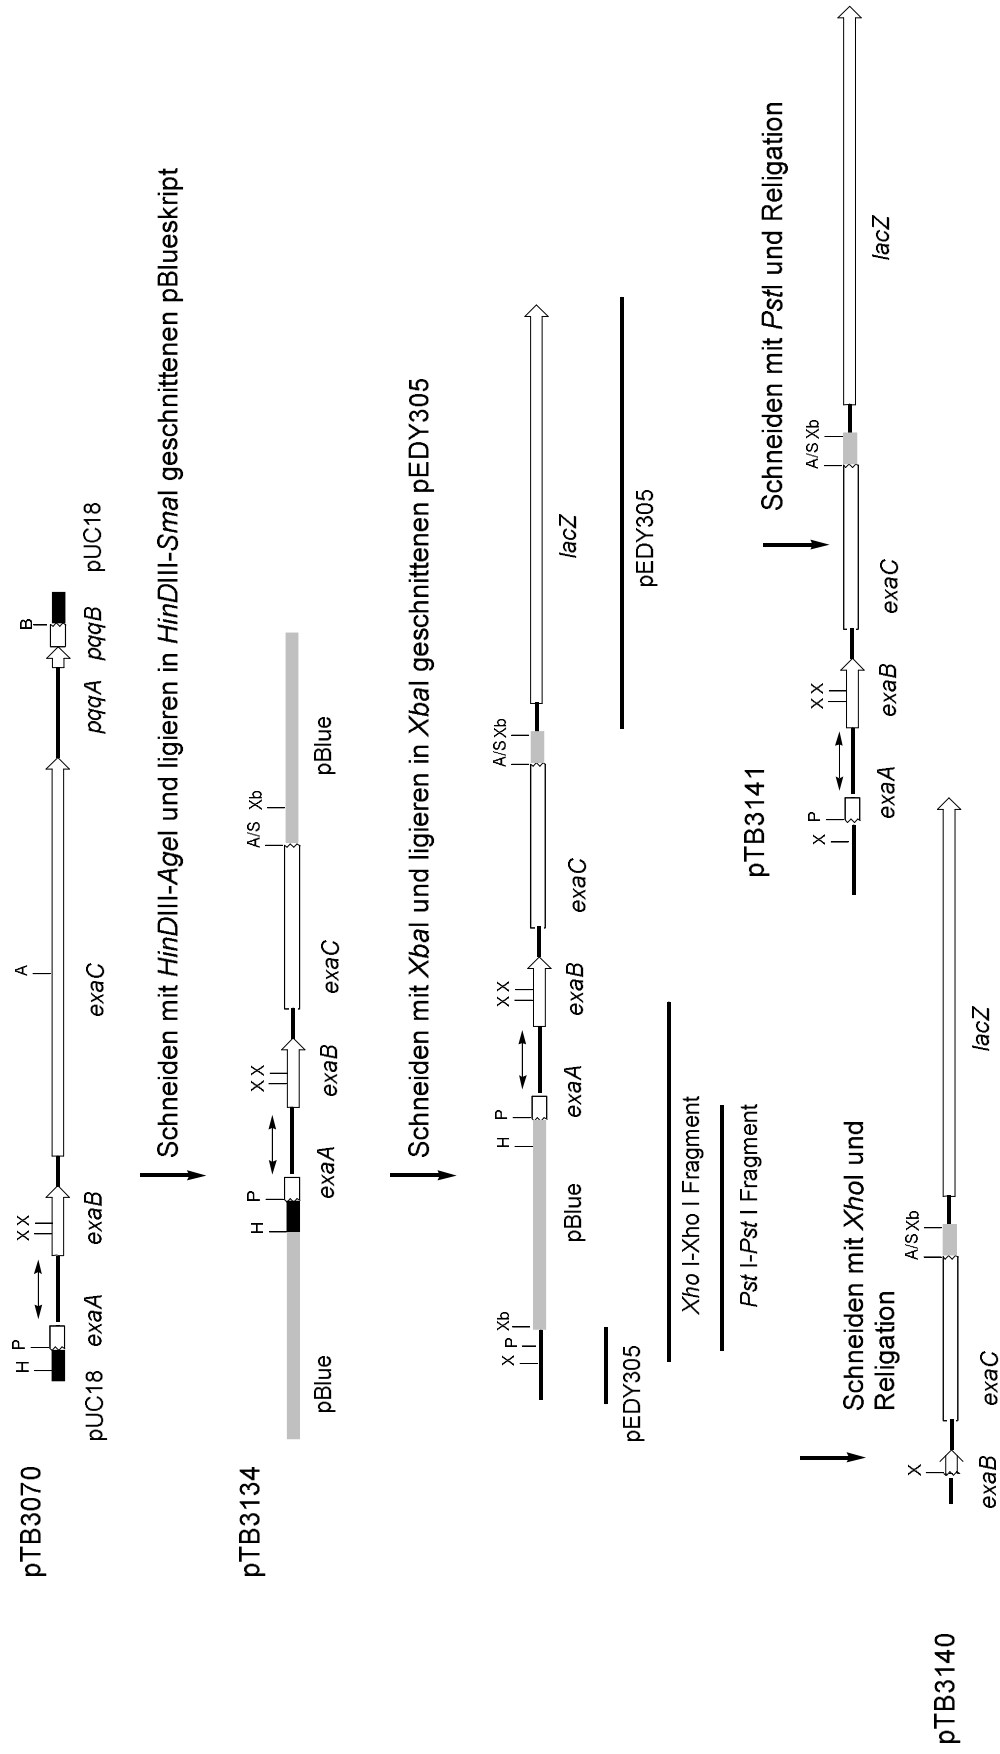 pTB3070
H
P
X X
A
B
pUC18
exaA
exaB
exaC
pqqA
pqqB
pUC18
Schneiden mit HinDIII-AgeI und ligieren in HinDIII-SmaI geschnittenen pBlueskript
pTB3134
H
P
X X
A/S
Xb
pBlue
exaA
exaB
exaC
pBlue
Schneiden mit XbaI und ligieren in XbaI geschnittenen pEDY305
X
P
Xb
H
P
X X
A/S Xb
pBlue
exaA
exaB
exaC
lacZ
pEDY305
pEDY305
Xho I-Xho I Fragment
Pst I-Pst I Fragment
Schneiden mit PstI und Religation
pTB3141
X
P
X X
A/S Xb
exaA
exaB
exaC
lacZ
Schneiden mit XhoI und
Religation
pTB3140
X
A/S Xb
exaB
exaC
lacZ